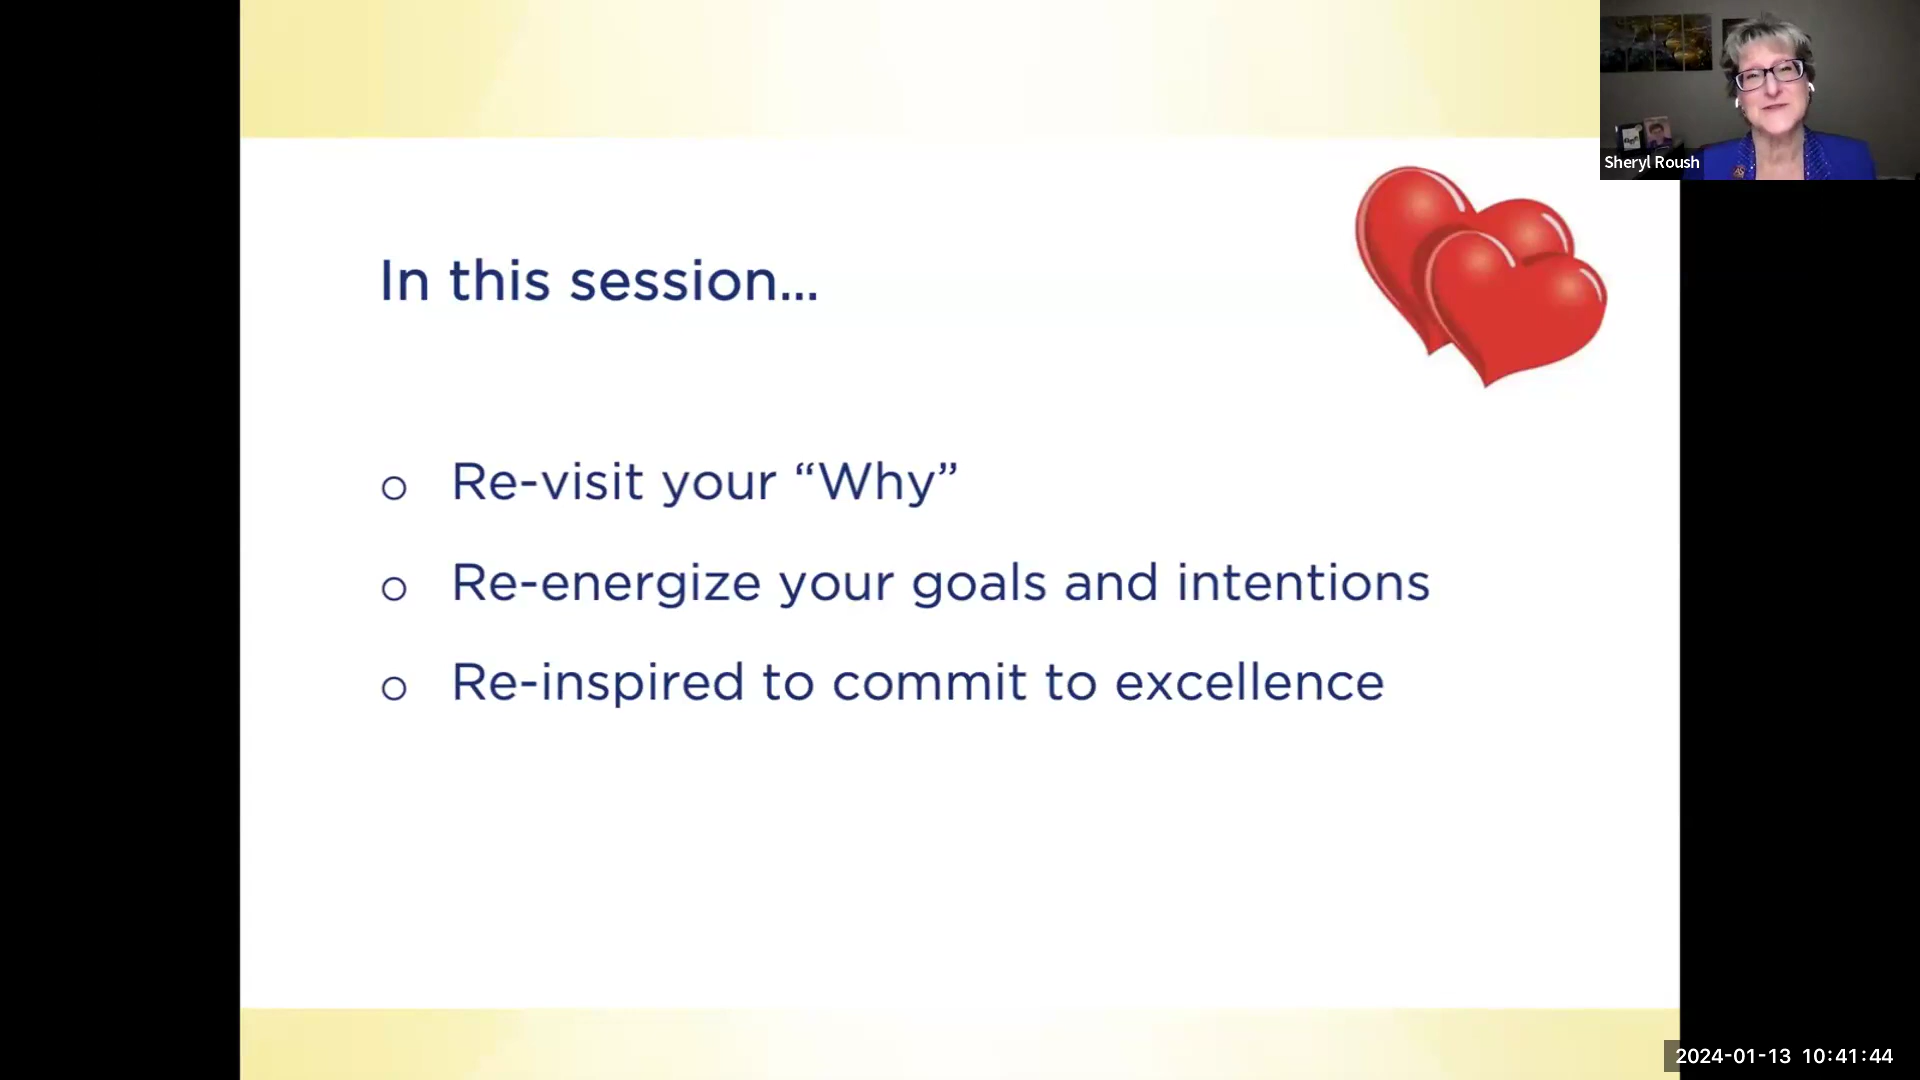 Sheryl Roush
In this session...
o Re-visit your “Why”
o Re-energize your goals and intentions
o Re-inspired to commit to excellence
2024-01-13 10:41:44